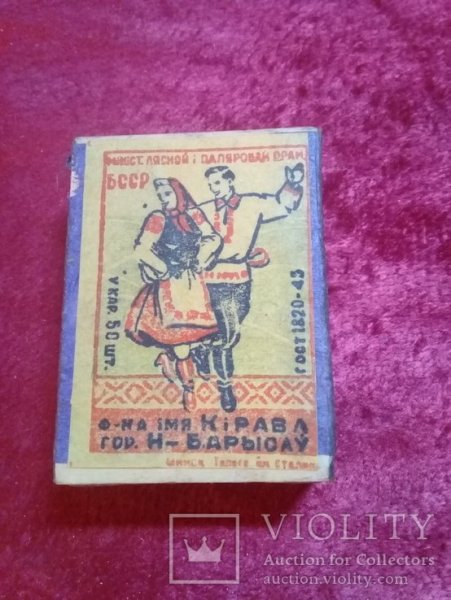 МІНІСТ. ЛЯСНОЙ І ПАПЯРОВАЙ ПРАМ.
БССР
У КАР. 50 ШТ.
ГОСТ 1820-45
Ф-КА ІМЯ КІРАВА
ГОР. Н-БАРЫСАЎ
VIOLITY
Auction for Collectors
auction.violity.com